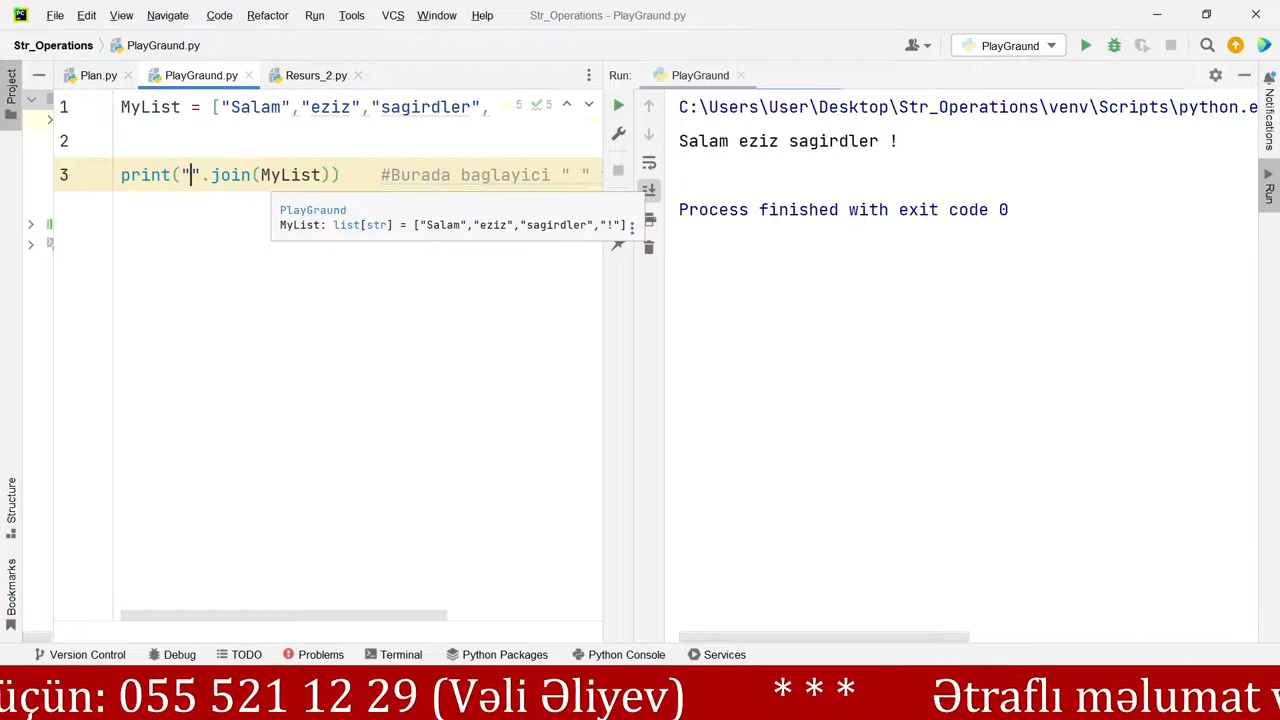 File Edit View Navigate Code Refactor Run Tools VCS Window Help Str_Operations - PlayGraund.py
Str_Operations PlayGraund.py PlayGraund
Project
Plan.py PlayGraund.py Resurs_2.py
Run: PlayGraund
1 MyList = ["Salam","eziz","sagirdler", 5 5
2
3 print("".join(MyList)) #Burada baglayici " "
PlayGraund
MyList: list[str] = ["Salam","eziz","sagirdler","!"]
C:\Users\User\Desktop\Str_Operations\venv\Scripts\python.e
Salam eziz sagirdler !
Process finished with exit code 0
Notifications
Run
Structure
Bookmarks
Version Control Debug TODO Problems Terminal Python Packages Python Console Services
üçün: 055 521 12 29 (Vəli Əliyev) * * * Ətraflı məlumat v